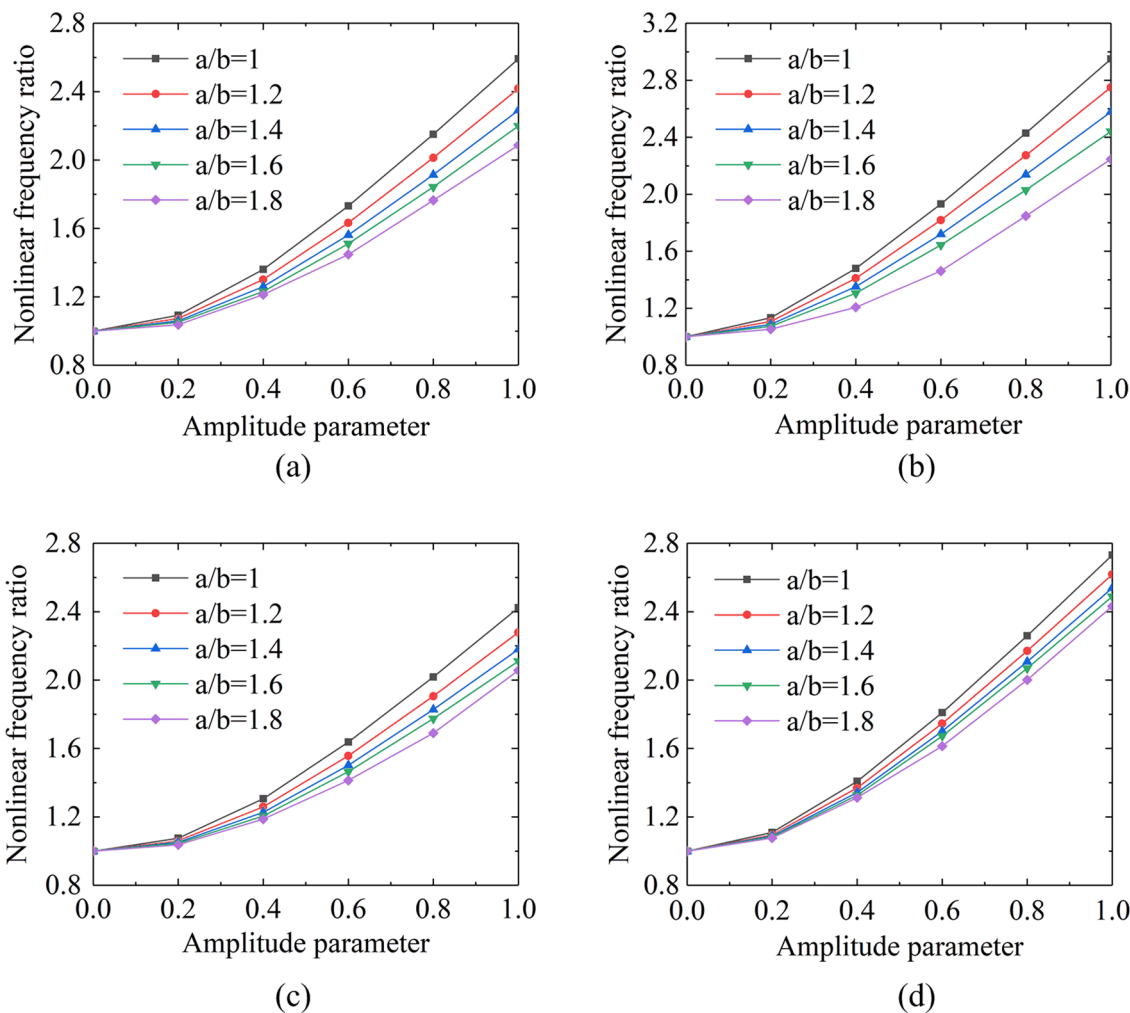 2.8
2.4
2.0
1.6
1.2
0.8
Nonlinear frequency ratio
a/b=1
a/b=1.2
a/b=1.4
a/b=1.6
a/b=1.8
0.0 0.2 0.4 0.6 0.8 1.0
Amplitude parameter
(a)
3.2
2.8
2.4
2.0
1.6
1.2
0.8
Nonlinear frequency ratio
a/b=1
a/b=1.2
a/b=1.4
a/b=1.6
a/b=1.8
0.0 0.2 0.4 0.6 0.8 1.0
Amplitude parameter
(b)
2.8
2.4
2.0
1.6
1.2
0.8
Nonlinear frequency ratio
a/b=1
a/b=1.2
a/b=1.4
a/b=1.6
a/b=1.8
0.0 0.2 0.4 0.6 0.8 1.0
Amplitude parameter
(c)
2.8
2.4
2.0
1.6
1.2
0.8
Nonlinear frequency ratio
a/b=1
a/b=1.2
a/b=1.4
a/b=1.6
a/b=1.8
0.0 0.2 0.4 0.6 0.8 1.0
Amplitude parameter
(d)